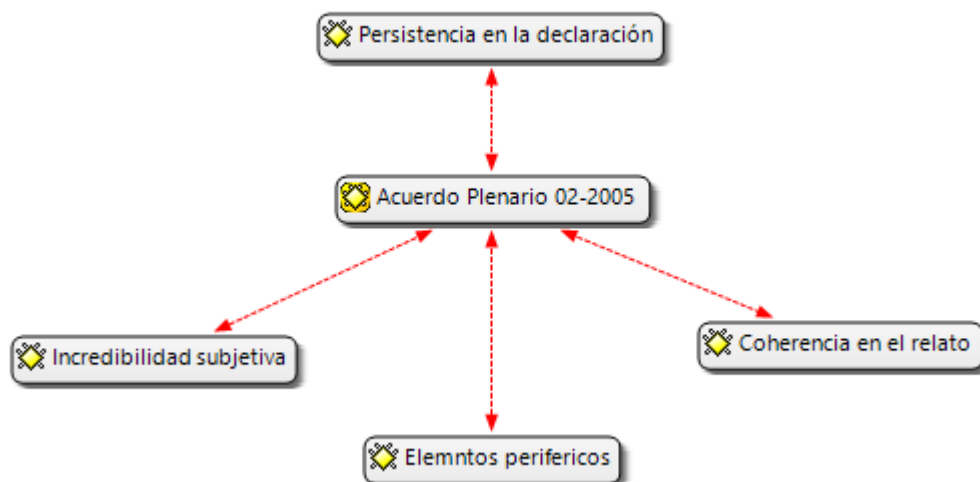 Persistencia en la declaración
Acuerdo Plenario 02-2005
Incredibilidad subjetiva
Coherencia en el relato
Elemntos perifericos